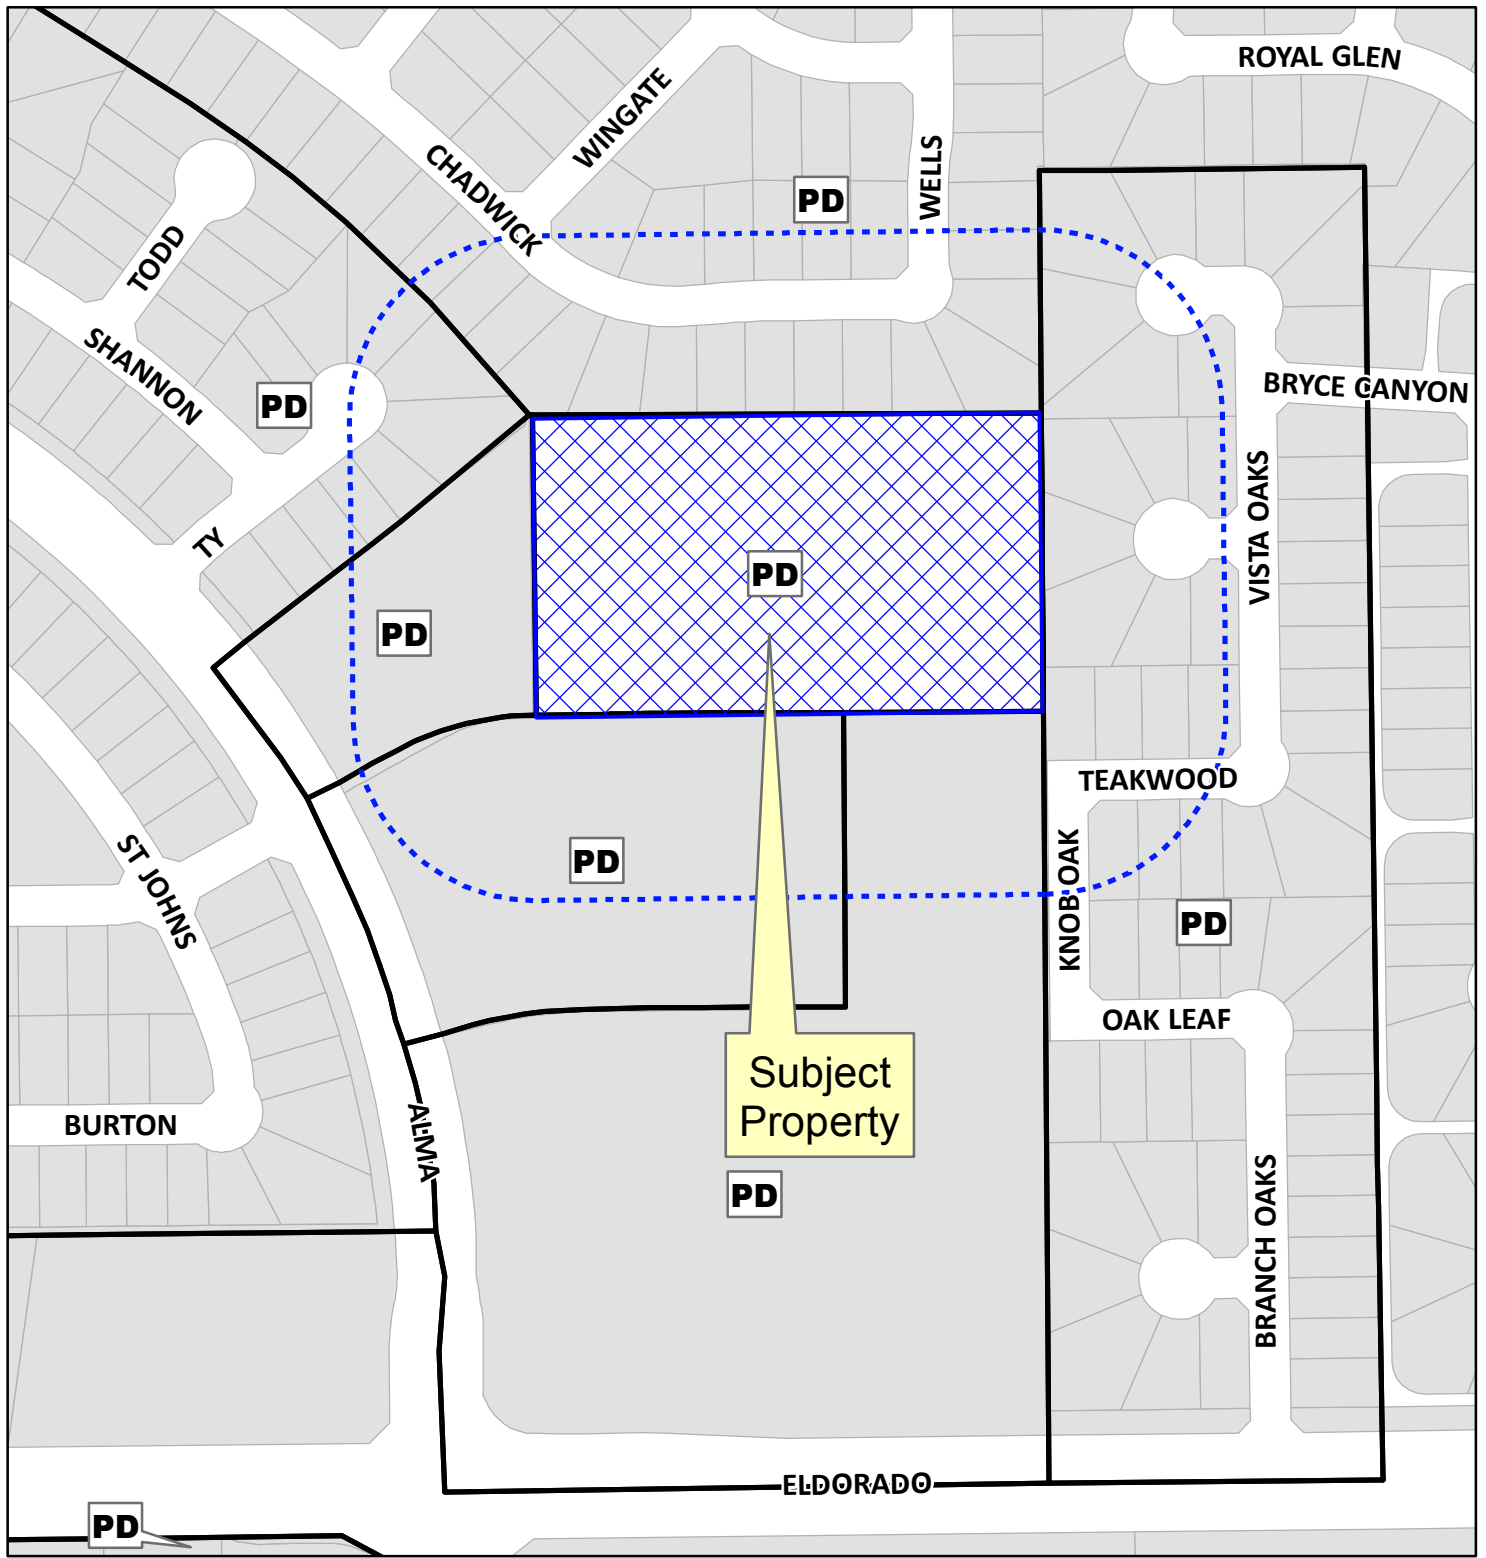 ROYAL GLEN
WINGATE
CHADWICK
WELLS
PD
TODD
SHANNON
PD
BRYCE CANYON
VISTA OAKS
TY
PD
PD
TEAKWOOD
ST JOHNS
PD
KNOB OAK
PD
OAK LEAF
Subject
Property
BURTON
ALMA
PD
BRANCH OAKS
ELDORADO
PD